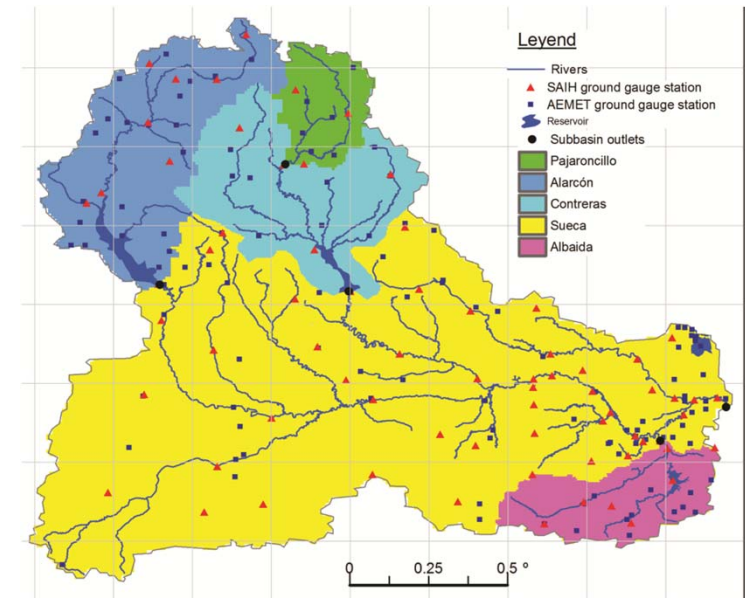 Leyend
Rivers
SAIH ground gauge station
AEMET ground gauge station
Reservoir
Subbasin outlets
Pajaroncillo
Alarcón
Contreras
Sueca
Albaida
0 0.25 0.5 °